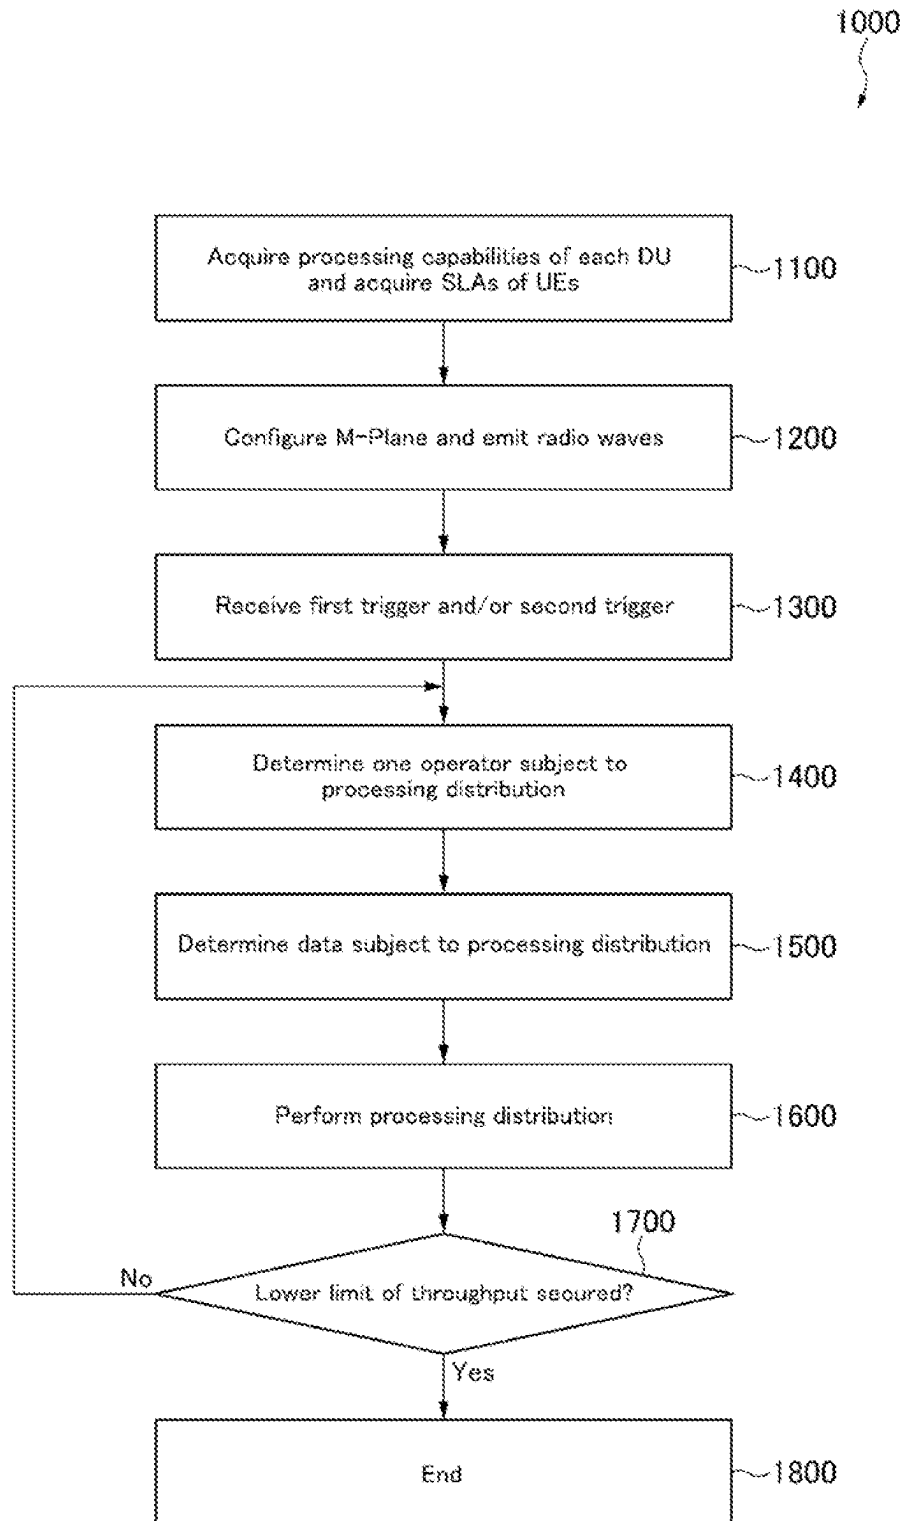 1000
Acquire processing capabilities of each DU
and acquire SLAs of UEs
1100
Configure M-Plane and emit radio waves
1200
Receive first trigger and/or second trigger
1300
Determine one operator subject to
processing distribution
1400
Determine data subject to processing distribution
1500
Perform processing distribution
1600
1700
No
Lower limit of throughput secured?
Yes
End
1800